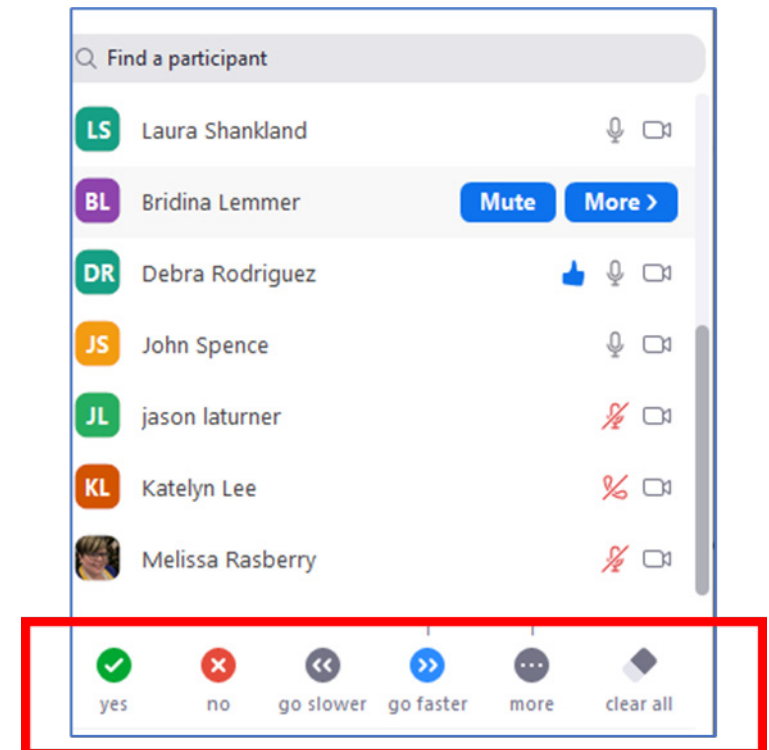 Find a participant
LS Laura Shankland
BL Bridina Lemmer Mute More >
DR Debra Rodriguez
JS John Spence
JL jason laturner
KL Katelyn Lee
Melissa Rasberry
yes no go slower go faster more clear all